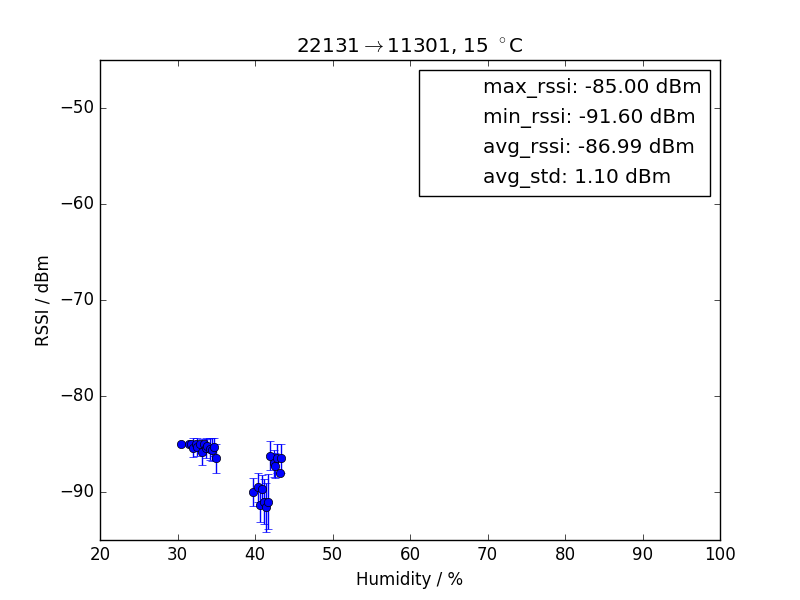 22131→11301, 15 °C
max_rssi: -85.00 dBm
min_rssi: -91.60 dBm
avg_rssi: -86.99 dBm
avg_std: 1.10 dBm
RSSI / dBm
−50
−60
−70
−80
−90
20 30 40 50 60 70 80 90 100
Humidity / %